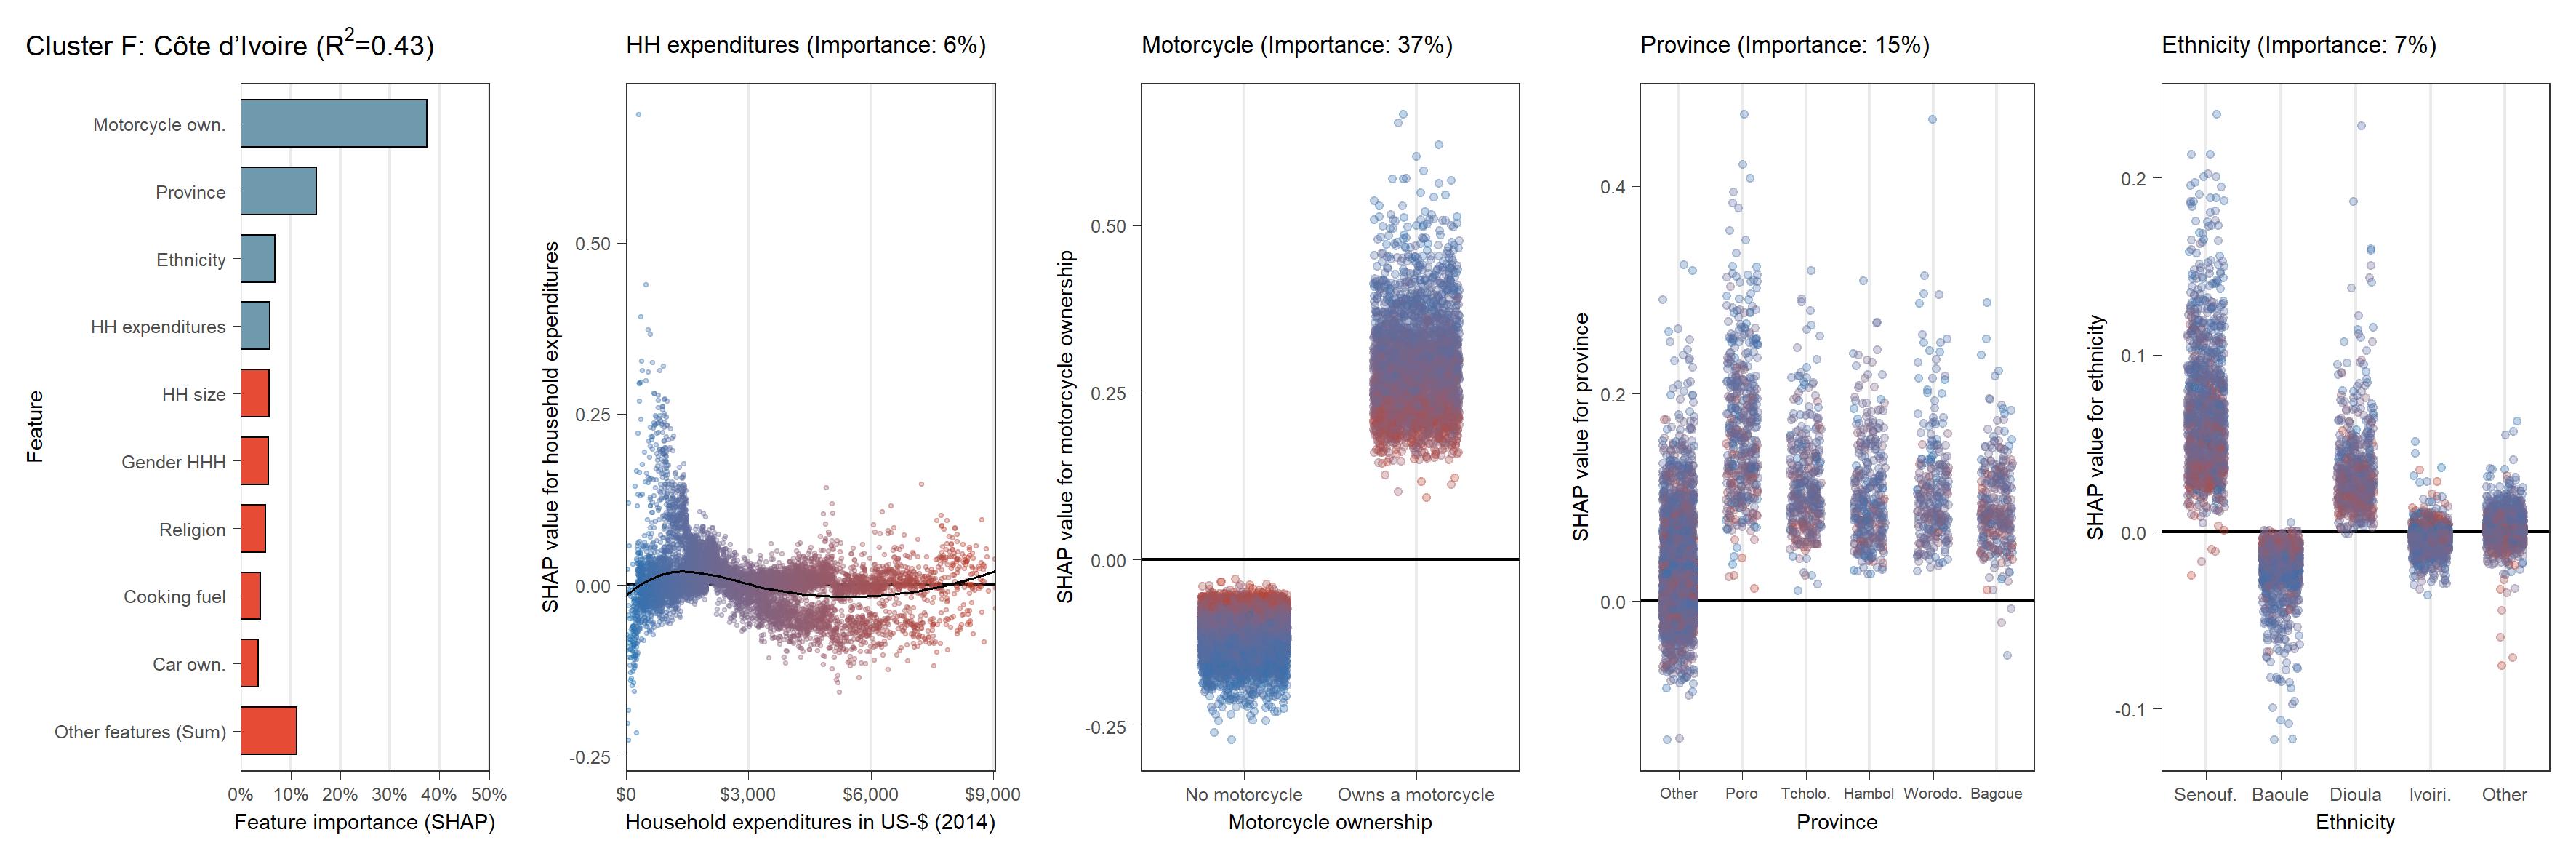 Cluster F: Côte d'Ivoire (R2=0.43)
Feature
Motorcycle own.
Province
Ethnicity
HH expenditures
HH size
Gender HHH
Religion
Cooking fuel
Car own.
Other features (Sum)
0% 10% 20% 30% 40% 50%
Feature importance (SHAP)
HH expenditures (Importance: 6%)
SHAP value for household expenditures
0.50
0.25
0.00
-0.25
$0 $3,000 $6,000 $9,000
Household expenditures in US-$ (2014)
Motorcycle (Importance: 37%)
SHAP value for motorcycle ownership
0.50
0.25
0.00
-0.25
No motorcycle Owns a motorcycle
Motorcycle ownership
Province (Importance: 15%)
SHAP value for province
0.4
0.2
0.0
Other Poro Tcholo. Hambol Worodo. Bagoue
Province
Ethnicity (Importance: 7%)
SHAP value for ethnicity
0.2
0.1
0.0
-0.1
Senouf. Baoule Dioula Ivoiri. Other
Ethnicity